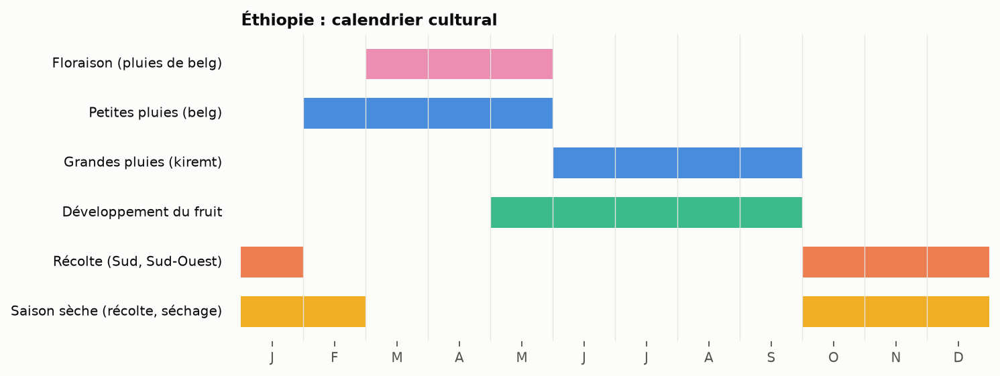 Éthiopie : calendrier cultural
Floraison (pluies de belg)
Petites pluies (belg)
Grandes pluies (kiremt)
Développement du fruit
Récolte (Sud, Sud-Ouest)
Saison sèche (récolte, séchage)
J F M A M J J A S O N D